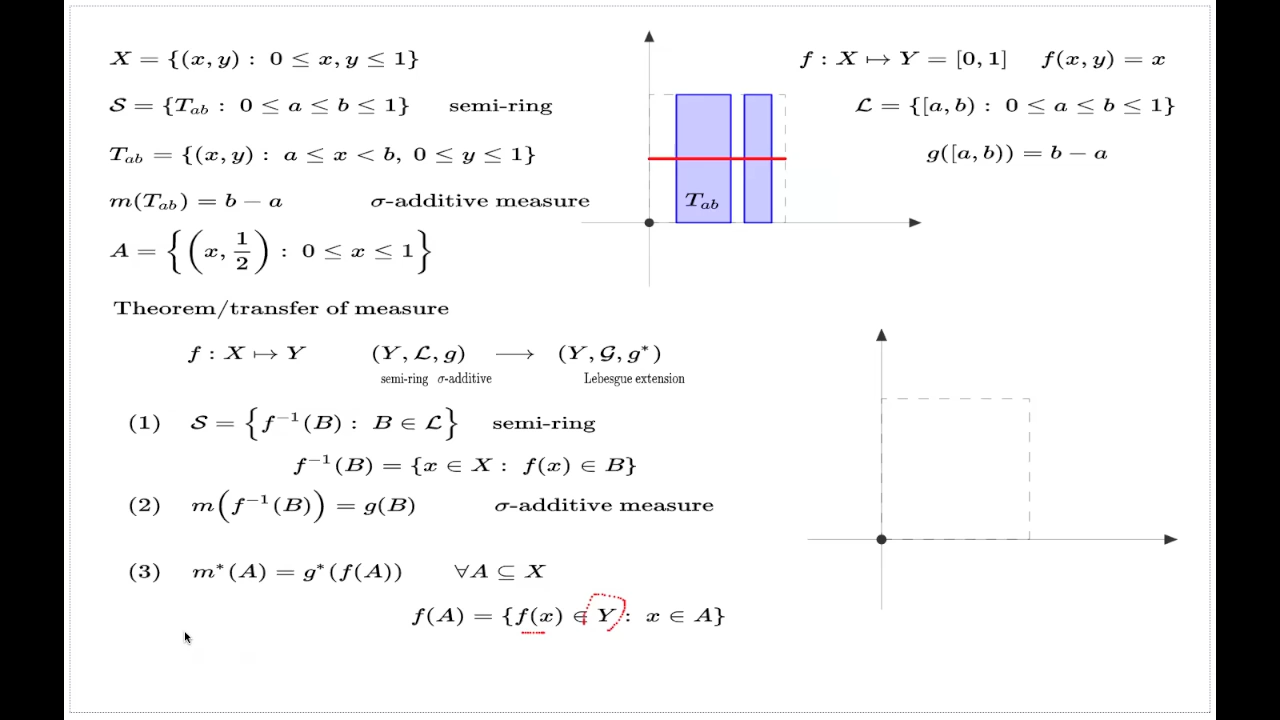 X = {(x, y) : 0 ≤ x, y ≤ 1}
𝒮 = {T_ab : 0 ≤ a ≤ b ≤ 1} semi-ring
T_ab = {(x, y) : a ≤ x < b, 0 ≤ y ≤ 1}
m(T_ab) = b − a σ-additive measure
A = {(x, 1/2) : 0 ≤ x ≤ 1}
T_ab
f : X ↦ Y = [0, 1] f(x, y) = x
ℒ = {[a, b) : 0 ≤ a ≤ b ≤ 1}
g([a, b)) = b − a
Theorem/transfer of measure
f : X ↦ Y (Y, ℒ, g) ⟶ (Y, 𝒢, g*)
semi-ring σ-additive Lebesgue extension
(1) 𝒮 = {f⁻¹(B) : B ∈ ℒ} semi-ring
f⁻¹(B) = {x ∈ X : f(x) ∈ B}
(2) m(f⁻¹(B)) = g(B) σ-additive measure
(3) m*(A) = g*(f(A)) ∀A ⊆ X
f(A) = {f(x) ∈ Y : x ∈ A}